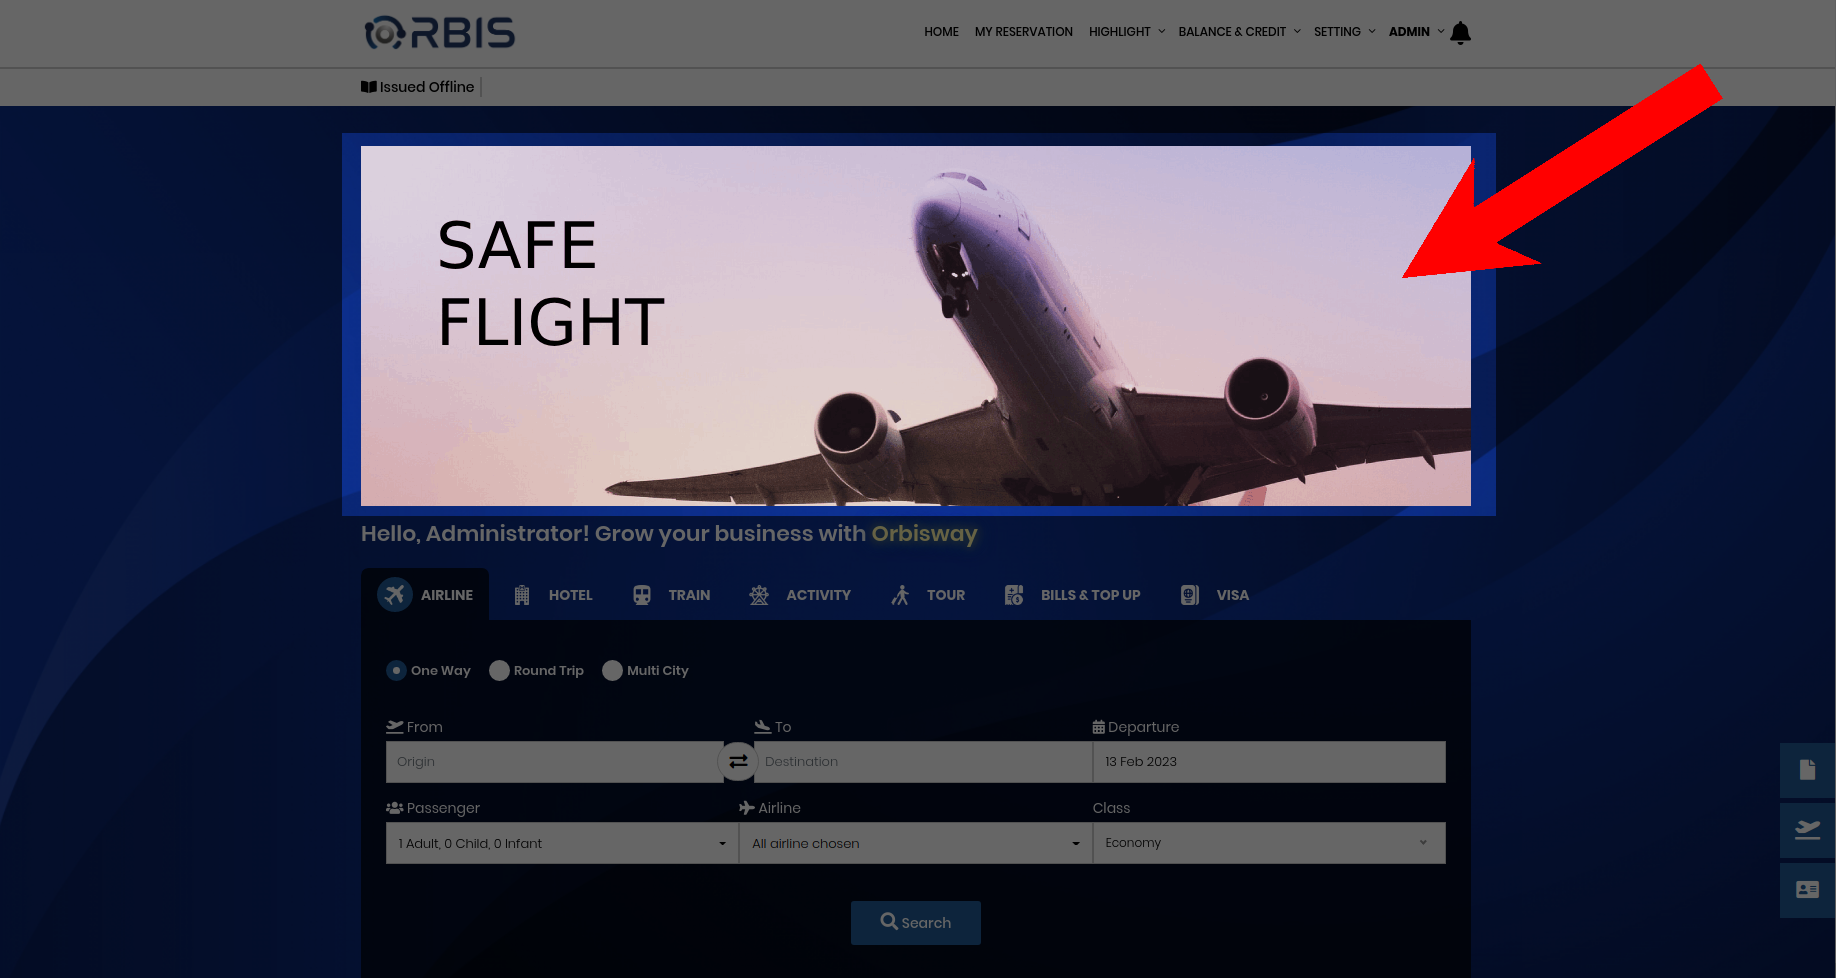 ORBIS
HOME MY RESERVATION HIGHLIGHT BALANCE & CREDIT SETTING ADMIN
Issued Offline
SAFE
FLIGHT
Hello, Administrator! Grow your business with Orbisway
AIRLINE HOTEL TRAIN ACTIVITY TOUR BILLS & TOP UP VISA
One Way Round Trip Multi City
From To Departure
Origin Destination 13 Feb 2023
Passenger Airline Class
1 Adult, 0 Child, 0 Infant All airline chosen Economy
Search